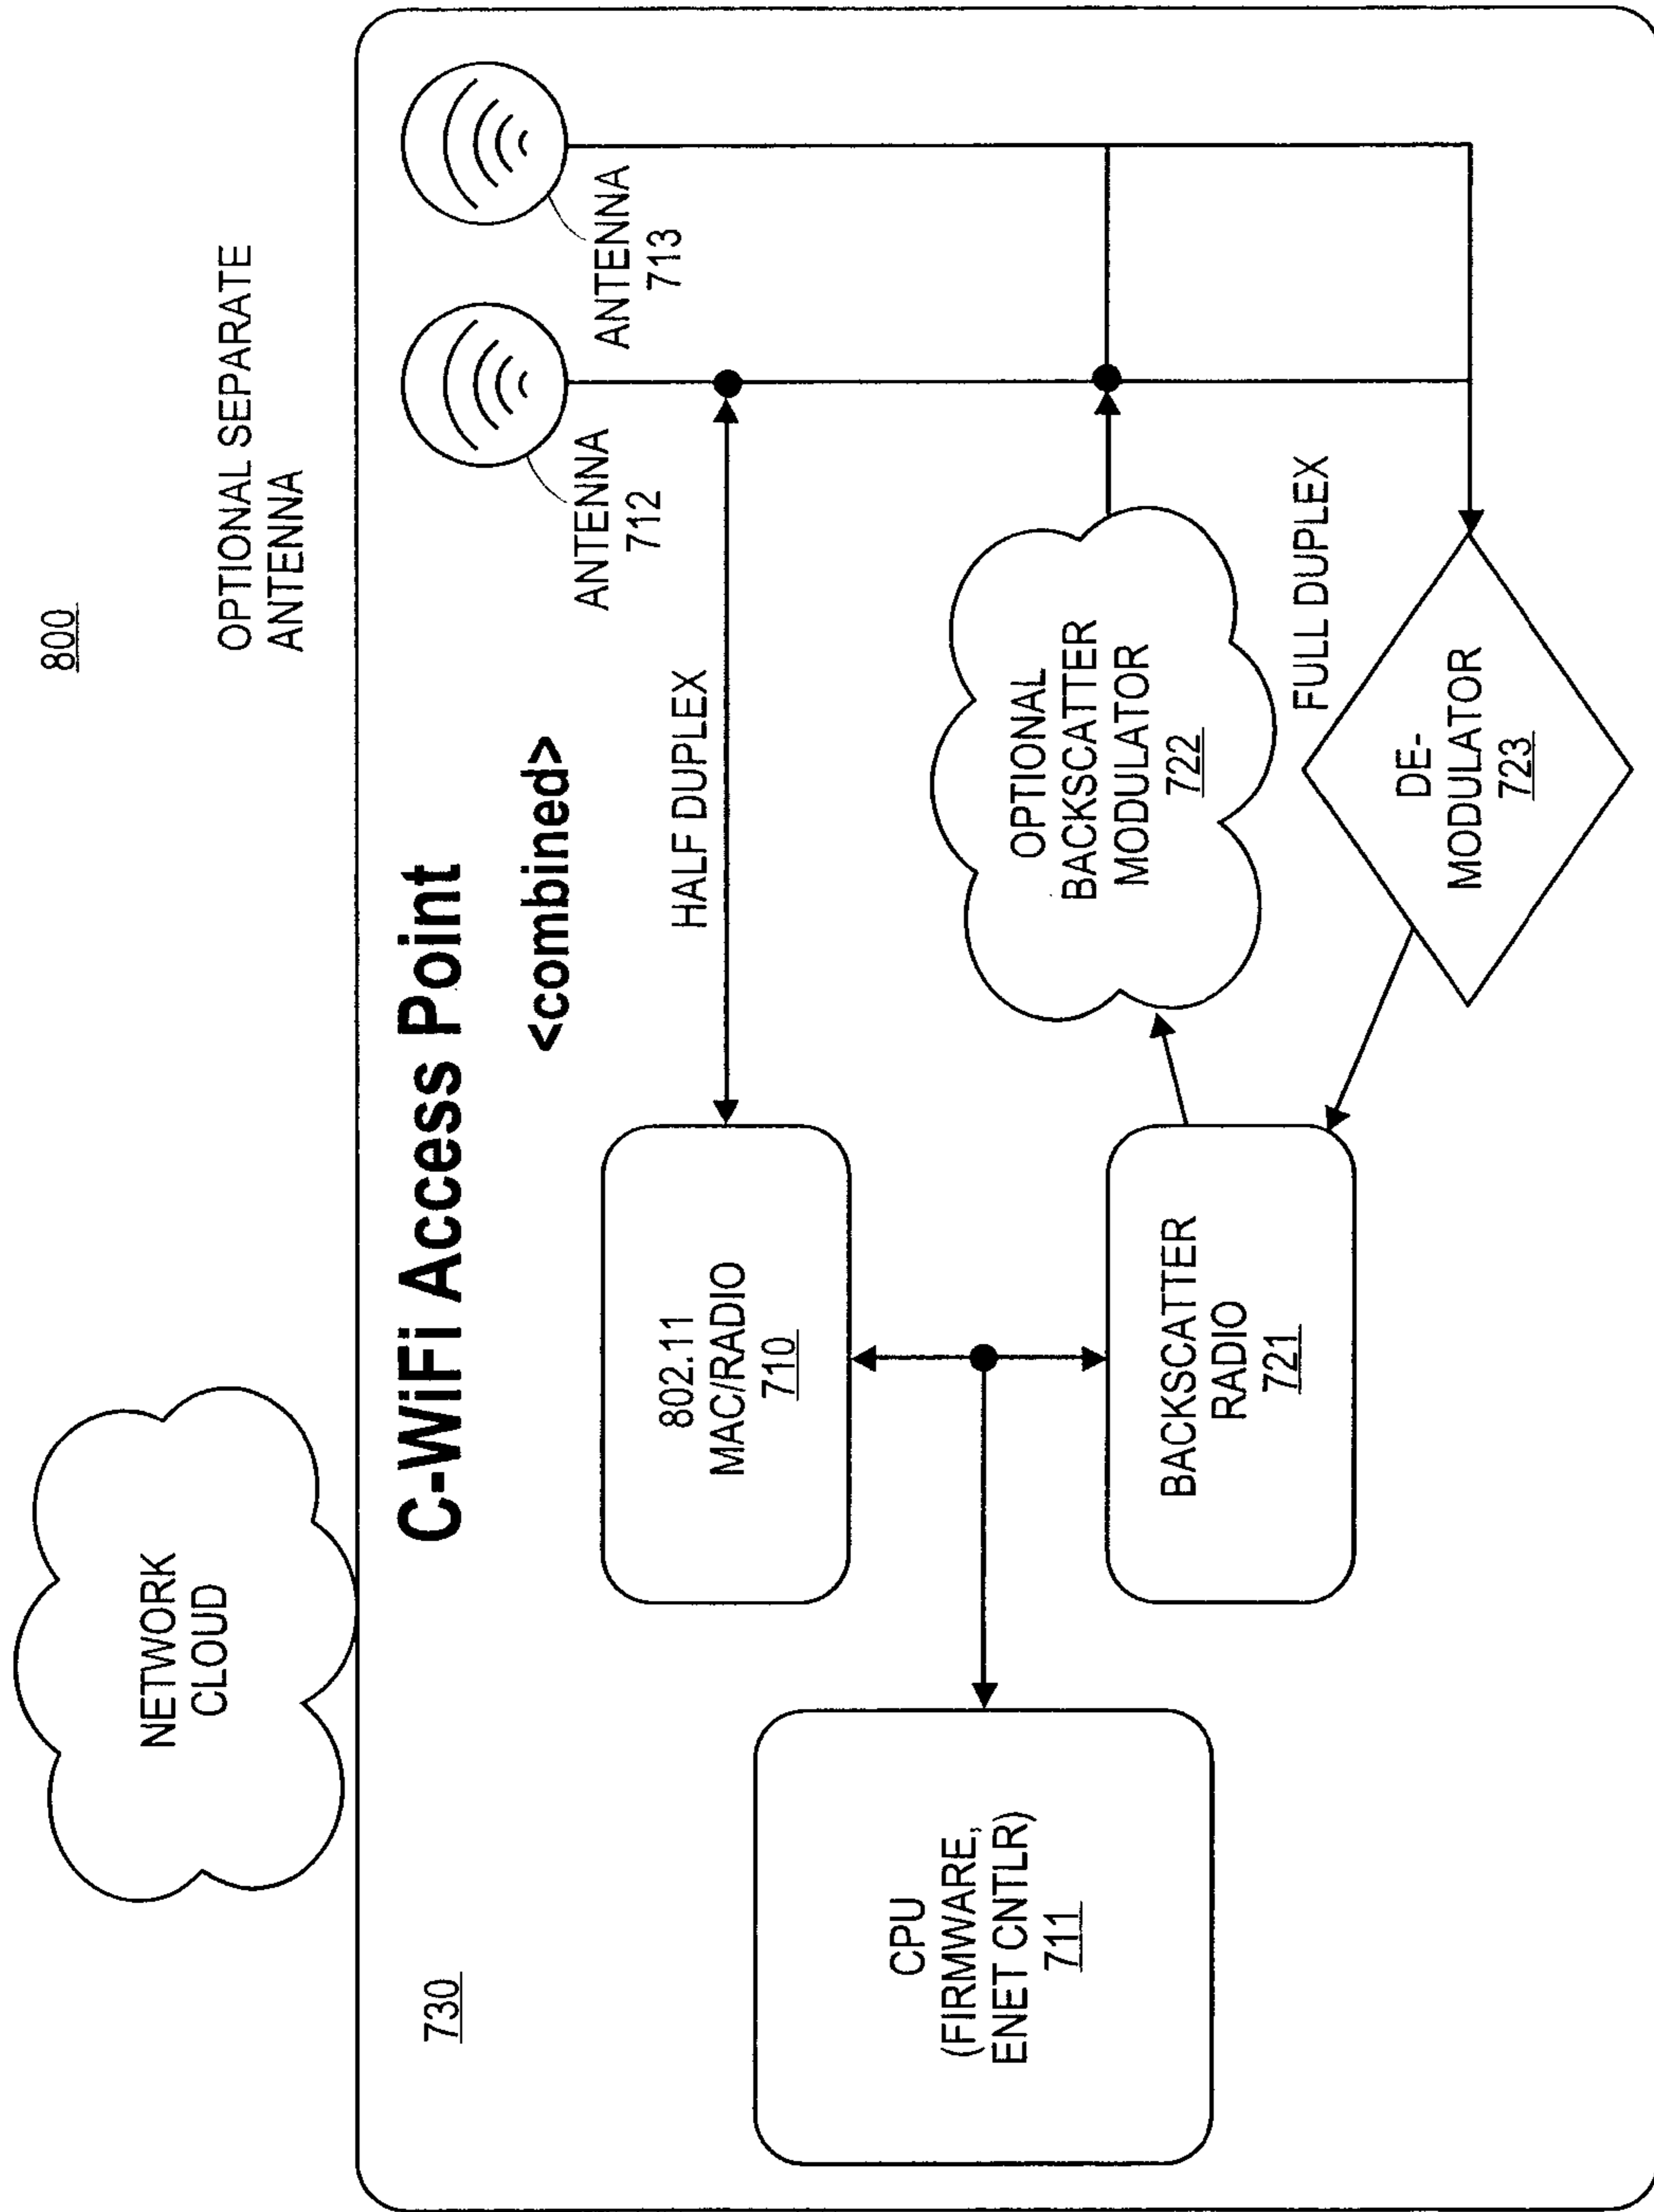 800
OPTIONAL SEPARATE
ANTENNA
NETWORK
CLOUD
730
C-WiFi Access Point
<combined>
ANTENNA
712
ANTENNA
713
HALF DUPLEX
802.11
MAC/RADIO
710
CPU
(FIRMWARE,
ENET CNTLR)
711
BACKSCATTER
RADIO
721
OPTIONAL
BACKSCATTER
MODULATOR
722
FULL DUPLEX
DE-
MODULATOR
723